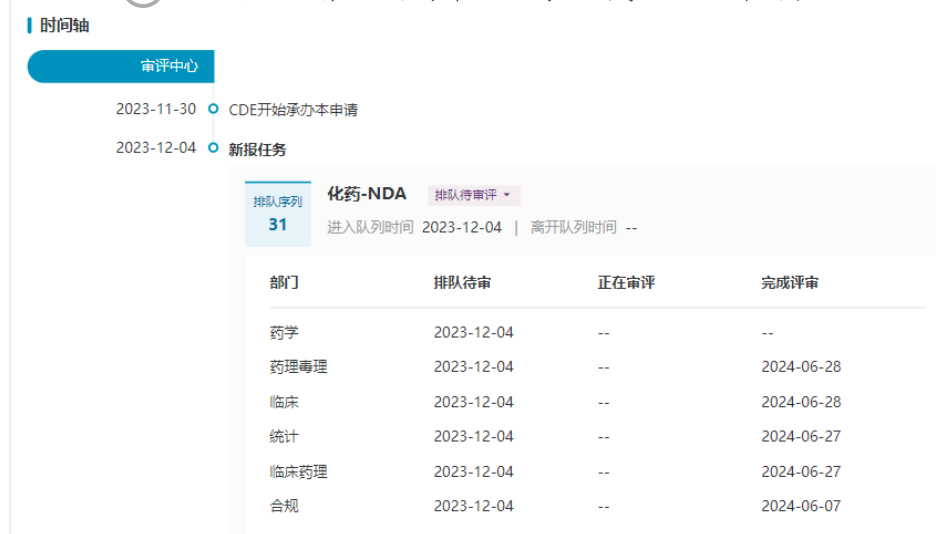 时间轴
审评中心
2023-11-30 CDE开始承办本申请
2023-12-04 新报任务
排队序列 31
化药-NDA 排队待审评
进入队列时间 2023-12-04 | 离开队列时间 --
部门 排队待审 正在审评 完成评审
药学 2023-12-04 -- --
药理毒理 2023-12-04 -- 2024-06-28
临床 2023-12-04 -- 2024-06-28
统计 2023-12-04 -- 2024-06-27
临床药理 2023-12-04 -- 2024-06-27
合规 2023-12-04 -- 2024-06-07